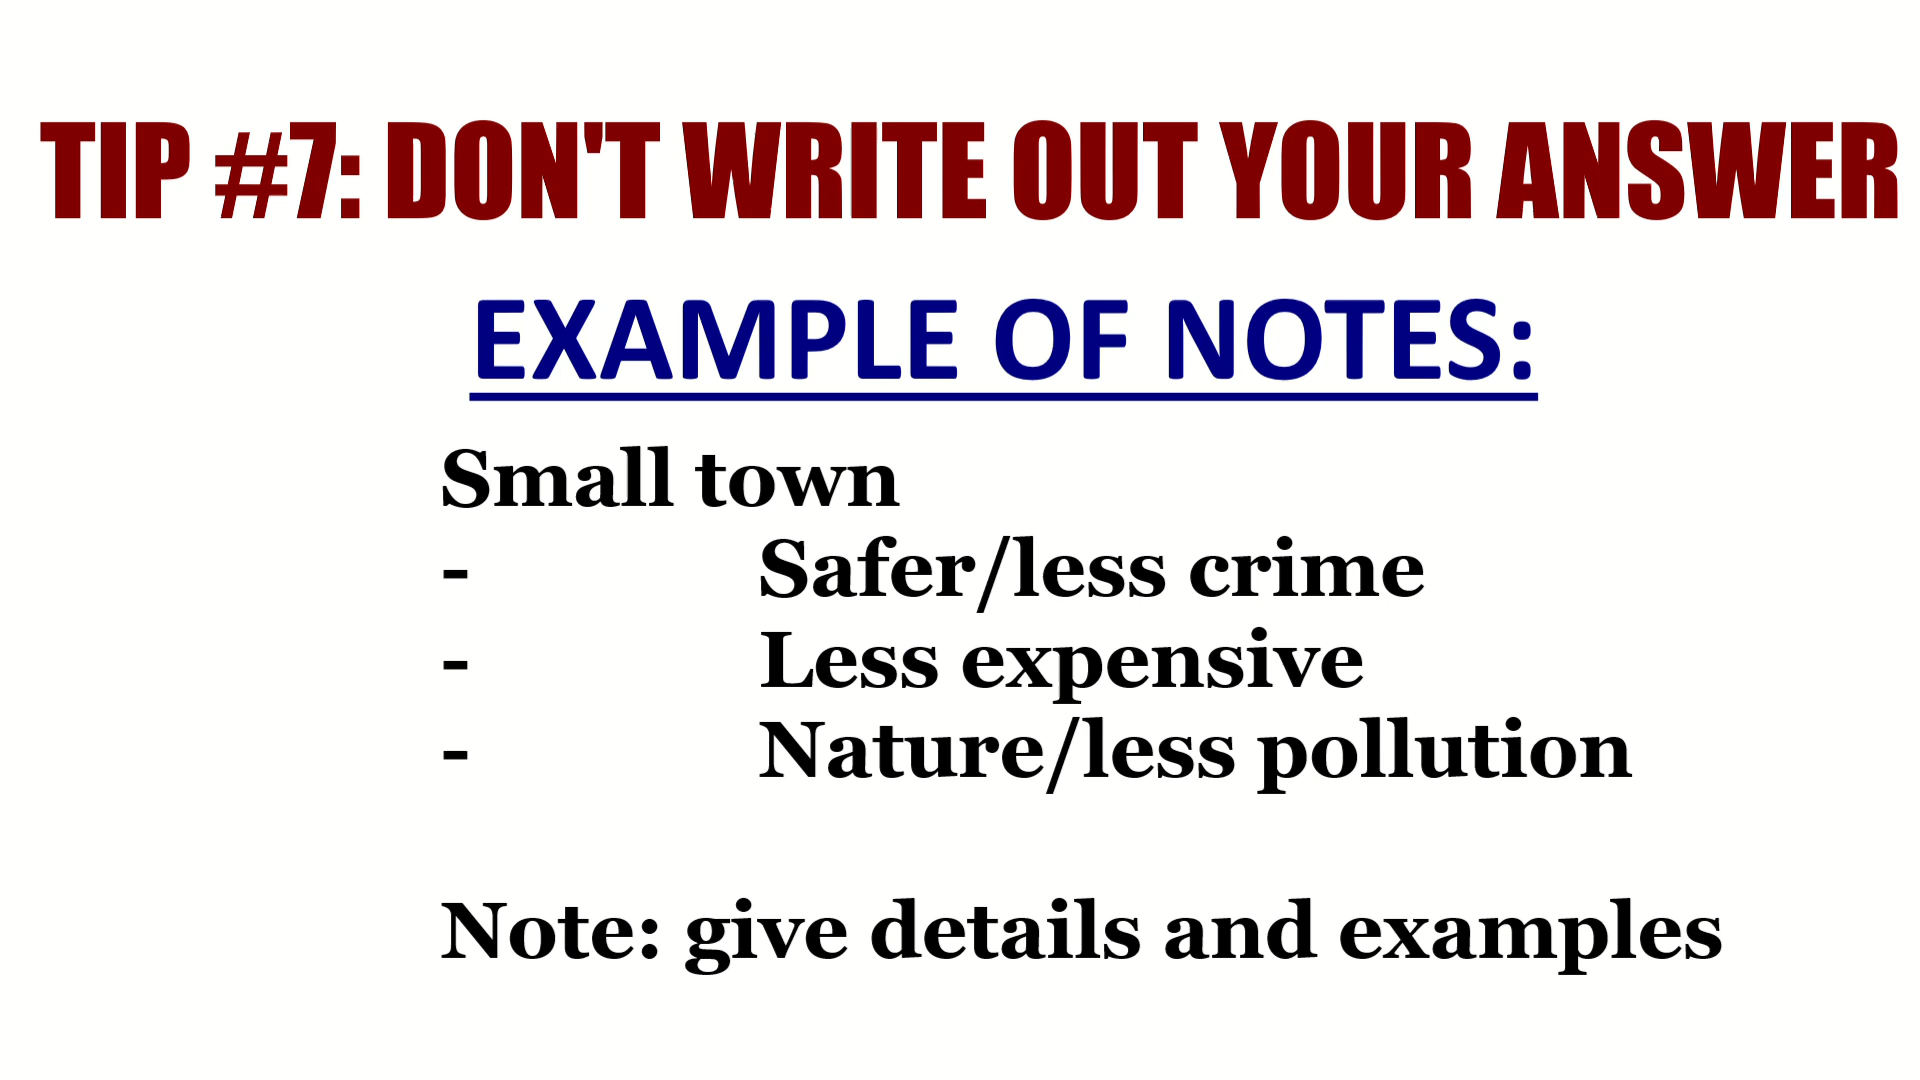 TIP #7: DON'T WRITE OUT YOUR ANSWER
EXAMPLE OF NOTES:
Small town
- Safer/less crime
- Less expensive
- Nature/less pollution
Note: give details and examples